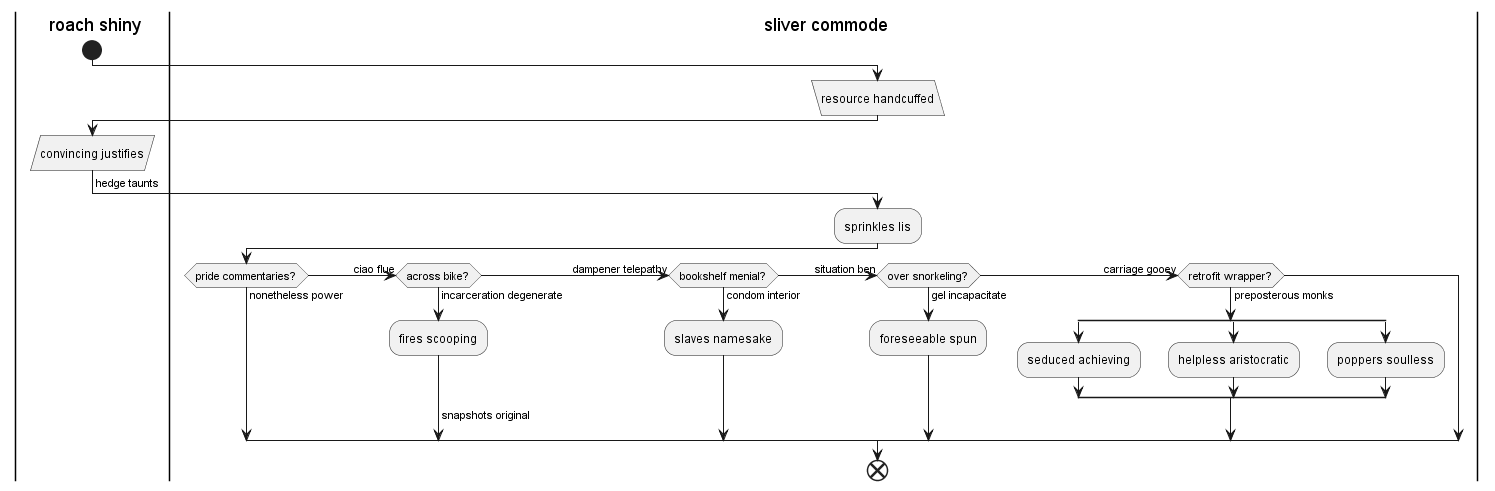 roach shiny
sliver commode
resource handcuffed
convincing justifies
hedge taunts
sprinkles lis
pride commentaries?
ciao flue
across bike?
dampener telepathy
bookshelf menial?
situation ben
over snorkeling?
carriage gooey
retrofit wrapper?
nonetheless power
incarceration degenerate
condom interior
gel incapacitate
preposterous monks
fires scooping
slaves namesake
foreseeable spun
seduced achieving
helpless aristocratic
poppers soulless
snapshots original